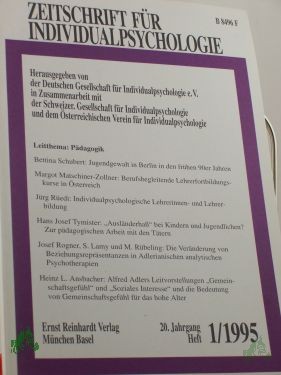 ZEITSCHRIFT FÜR
B 8496 F
INDIVIDUALPSYCHOLOGIE
Herausgegeben von
der Deutschen Gesellschaft für Individualpsychologie e.V.
in Zusammenarbeit mit
der Schweizer. Gesellschaft für Individualpsychologie
und dem Österreichischen Verein für Individualpsychologie
Leitthema: Pädagogik
Bettina Schubert: Jugendgewalt in Berlin in den frühen 90er Jahren
Margot Matschiner-Zollner: Berufsbegleitende Lehrerfortbildungs-
kurse in Österreich
Jürg Rüedi: Individualpsychologische Lehrerinnen- und Lehrer-
bildung
Hans Josef Tymister: „Ausländerhaß" bei Kindern und Jugendlichen?
Zur pädagogischen Arbeit mit den Tätern
Josef Rogner, S. Lamy und M. Rübeling: Die Veränderung von
Beziehungsrepräsentanzen in Adlerianischen analytischen
Psychotherapien
Heinz L. Ansbacher: Alfred Adlers Leitvorstellungen „Gemein-
schaftsgefühl" und „Soziales Interesse" und die Bedeutung
von Gemeinschaftsgefühl für das hohe Alter
Ernst Reinhardt Verlag
München Basel
20. Jahrgang
Heft 1/1995